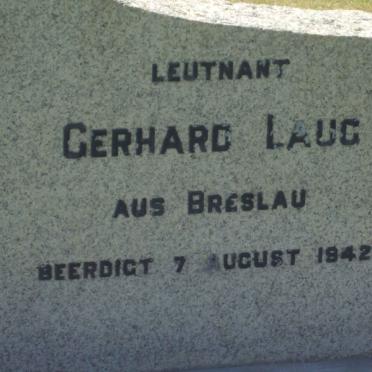 LEUTNANT
GERHARD LAUG
AUS BRESLAU
BEERDIGT 7 AUGUST 1942